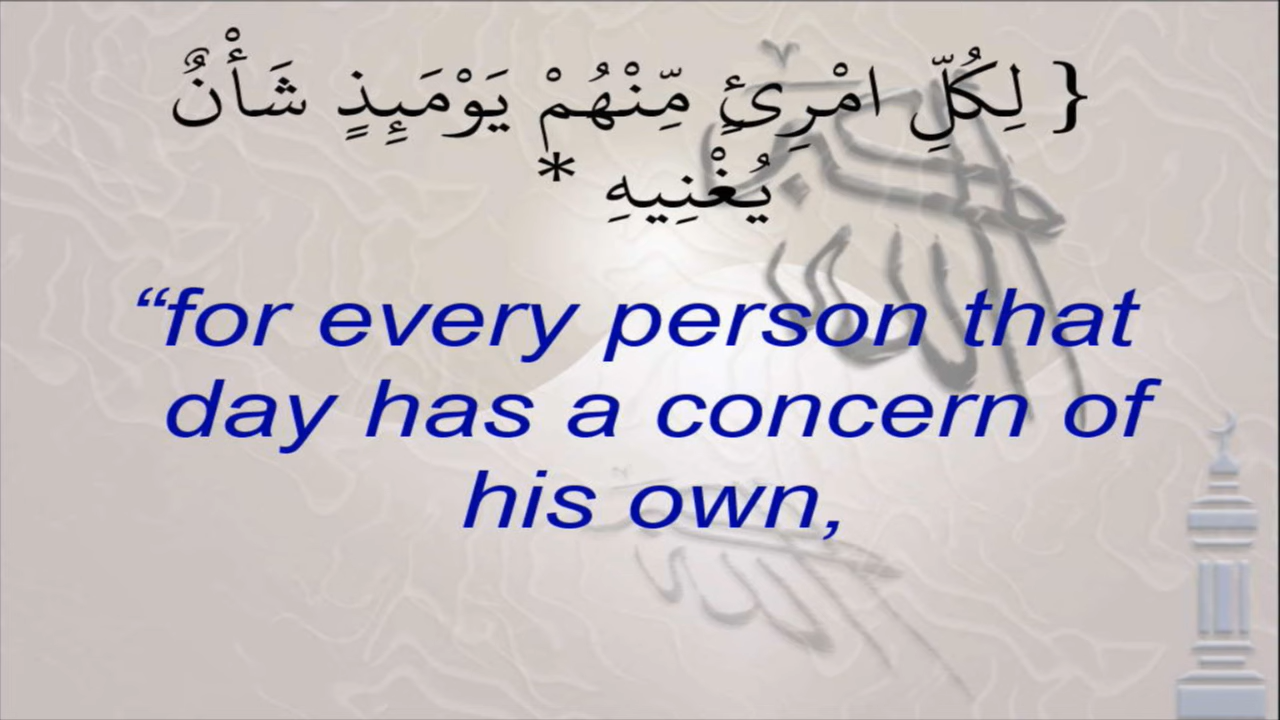 { لِكُلِّ امْرِئٍ مِّنْهُمْ يَوْمَئِذٍ شَأْنٌ
يُغْنِيهِ *
“for every person that
day has a concern of
his own,